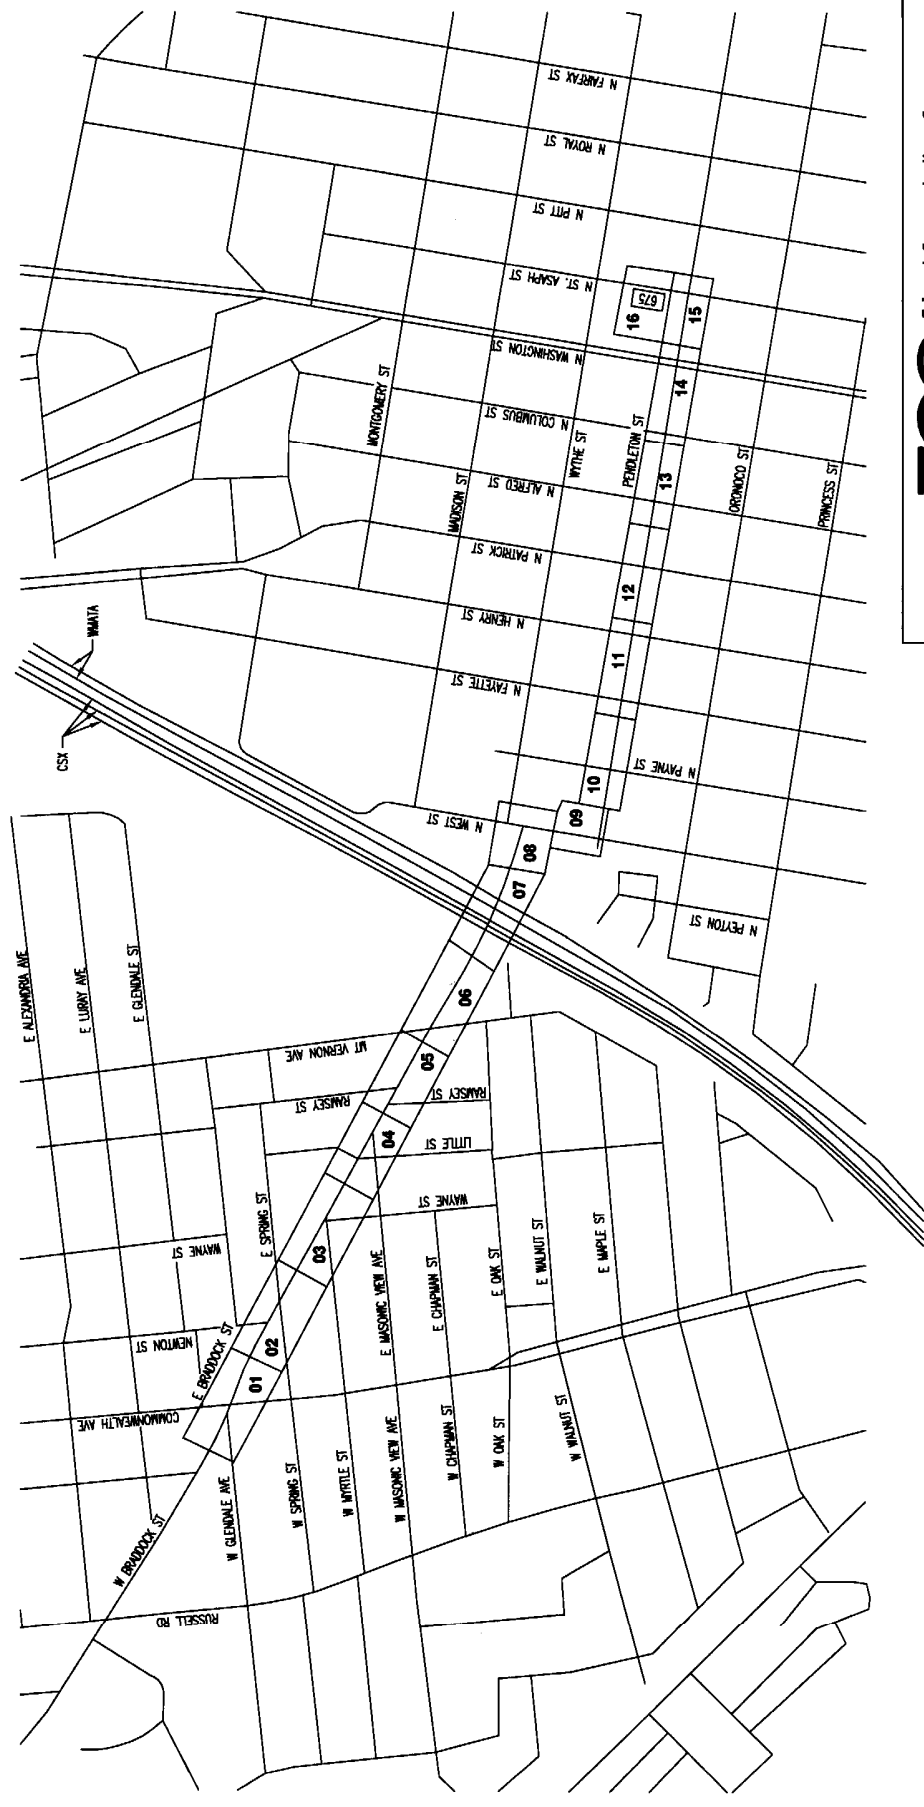 N FAIRFAX ST
N ROYAL ST
N PITT ST
N ST. ASAPH ST
N WASHINGTON ST
N COLUMBUS ST
N ALFRED ST
N PATRICK ST
N HENRY ST
N FAYETTE ST
N PAYNE ST
N WEST ST
N PEYTON ST
MONTGOMERY ST
MADISON ST
WYTHE ST
PENDLETON ST
ORONOCO ST
PRINCESS ST
675
16
15
14
13
12
11
10
09
08
07
06
05
04
03
02
01
WMATA
CSX
E ALEXANDRIA AVE
E LURAY AVE
E GLENDALE ST
MT VERNON AVE
RAMSEY ST
RAMSEY ST
LITTLE ST
WAYNE ST
WAYNE ST
NEWTON ST
COMMONWEALTH AVE
E BRADDOCK ST
E SPRING ST
E MASONIC VIEW AVE
E CHAPMAN ST
E OAK ST
E WALNUT ST
E MAPLE ST
W BRADDOCK ST
W GLENDALE AVE
W SPRING ST
W MYRTLE ST
W MASONIC VIEW AVE
W CHAPMAN ST
W OAK ST
W WALNUT ST
RUSSELL RD